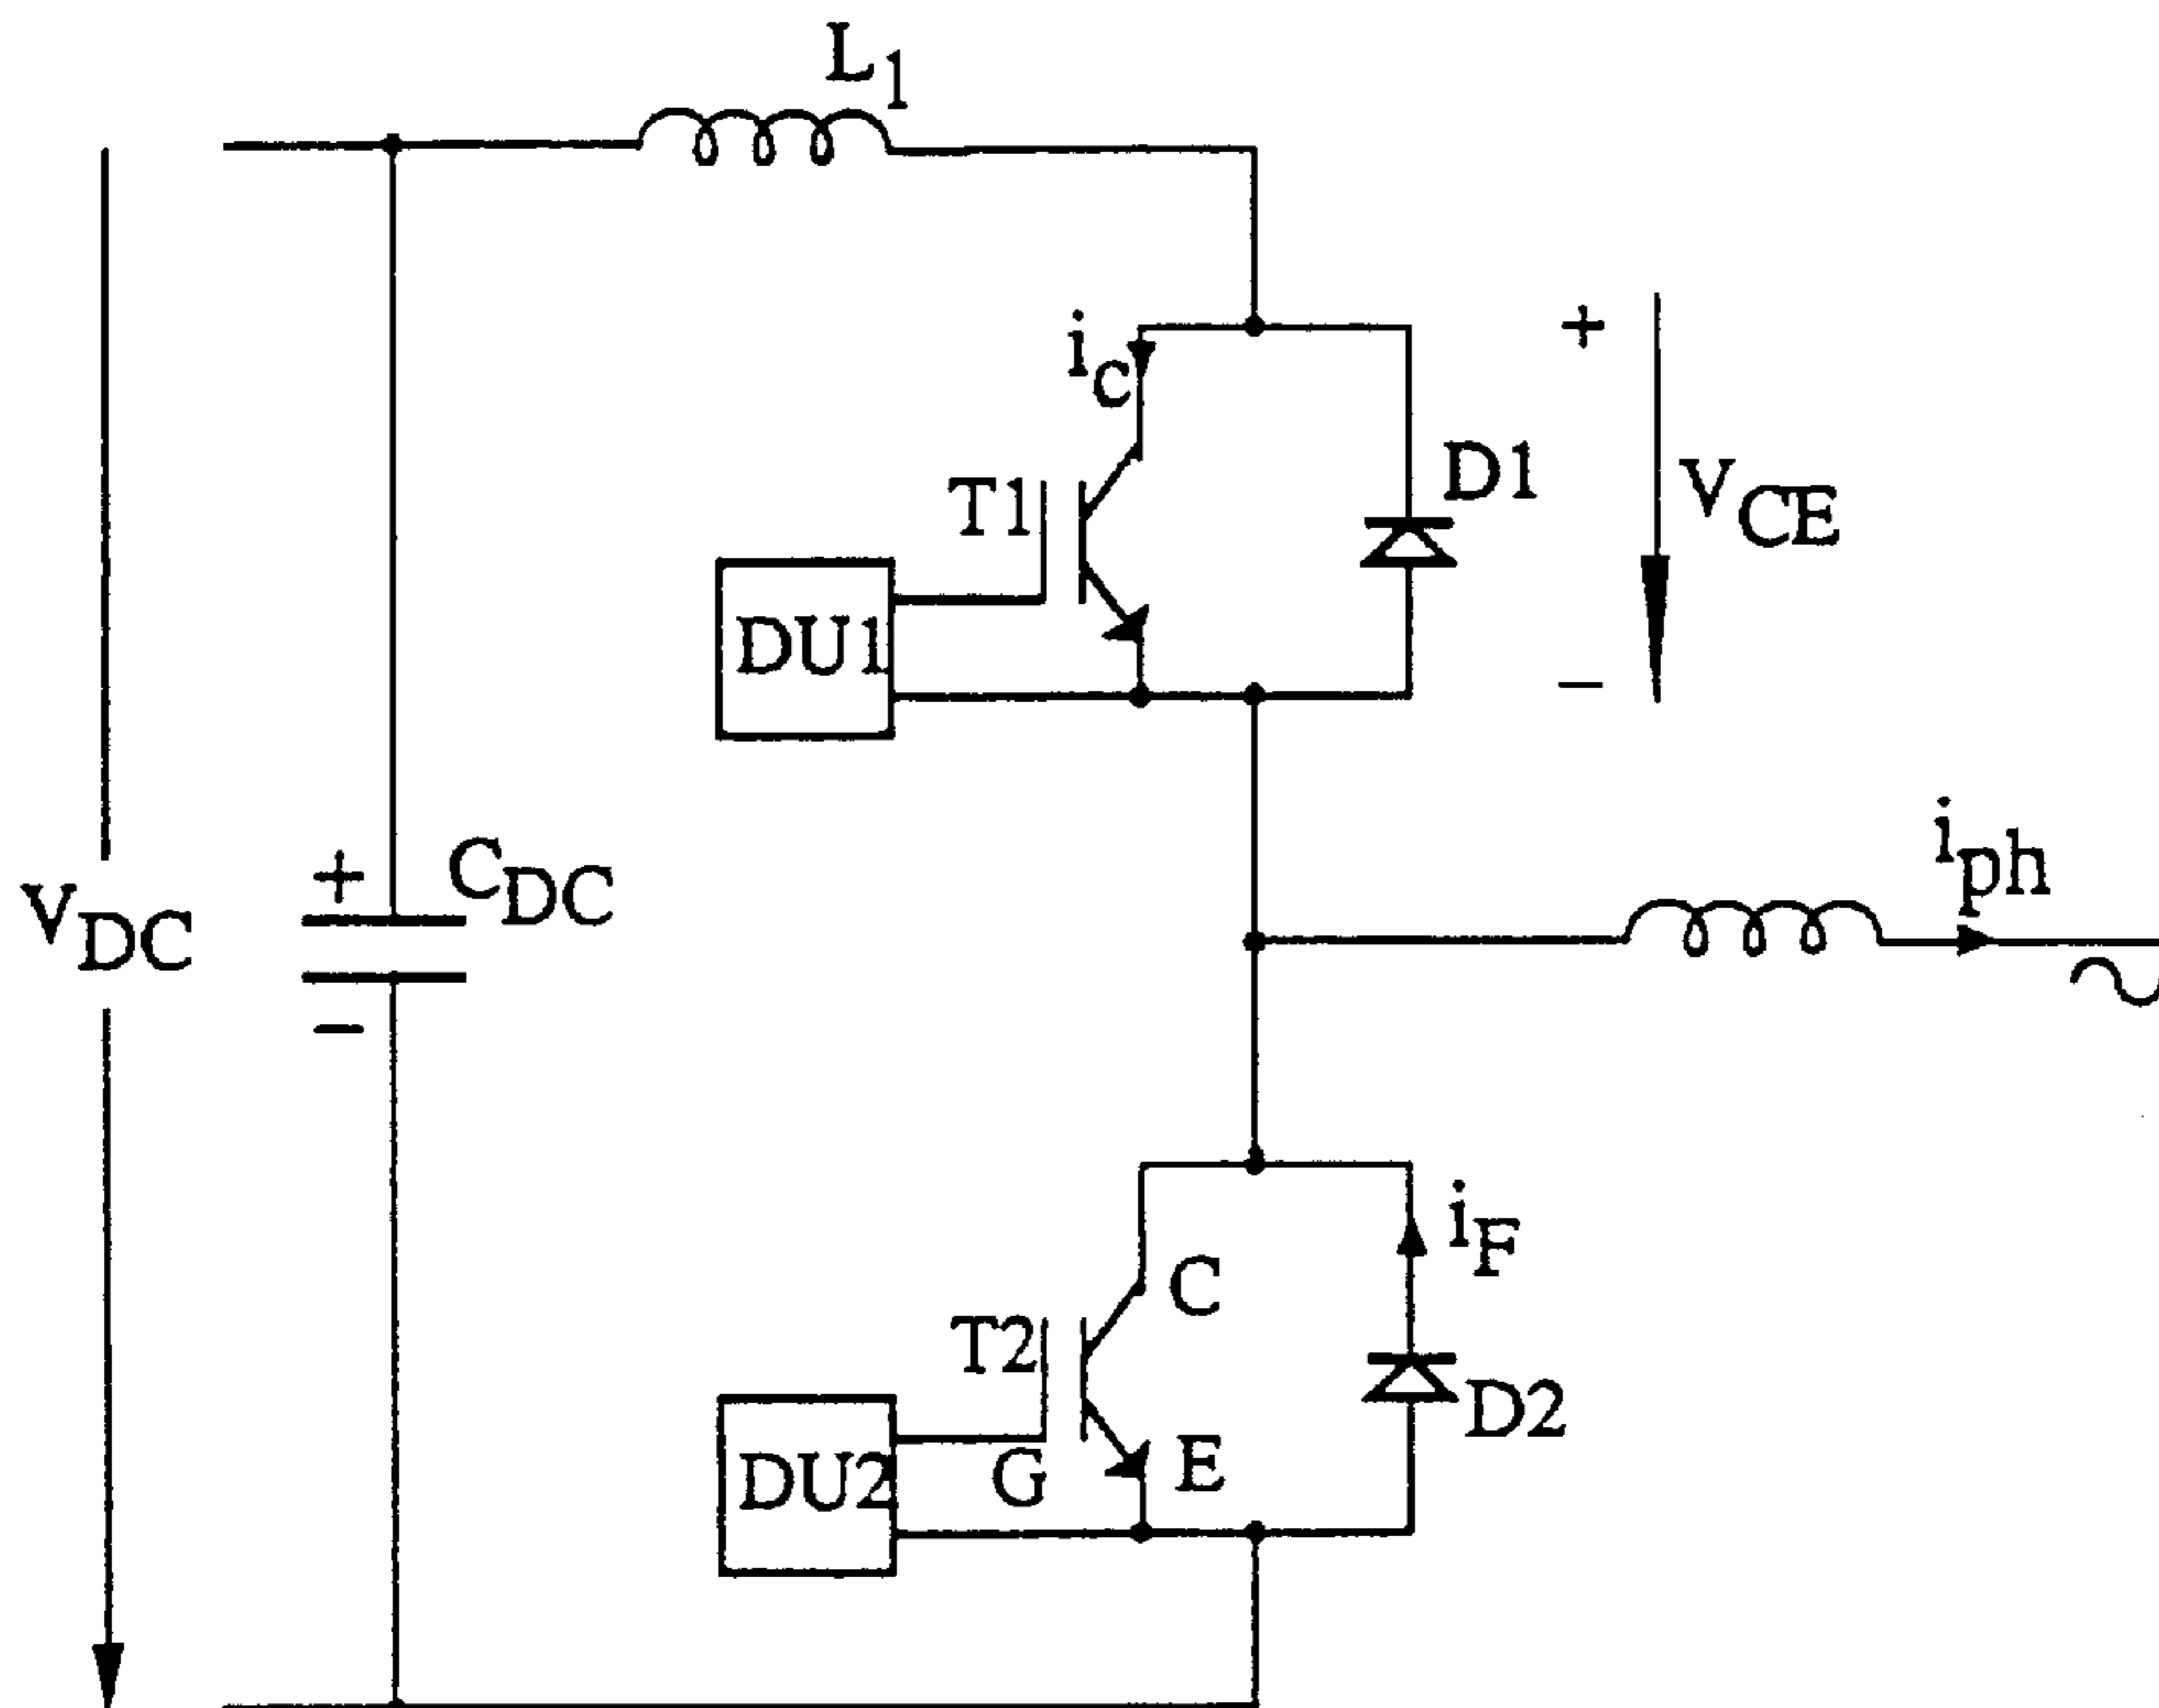 L1
iC
+
D1
VCE
T1
DU1
−
iph
+
CDC
VDC
−
iF
C
T2
D2
E
G
DU2